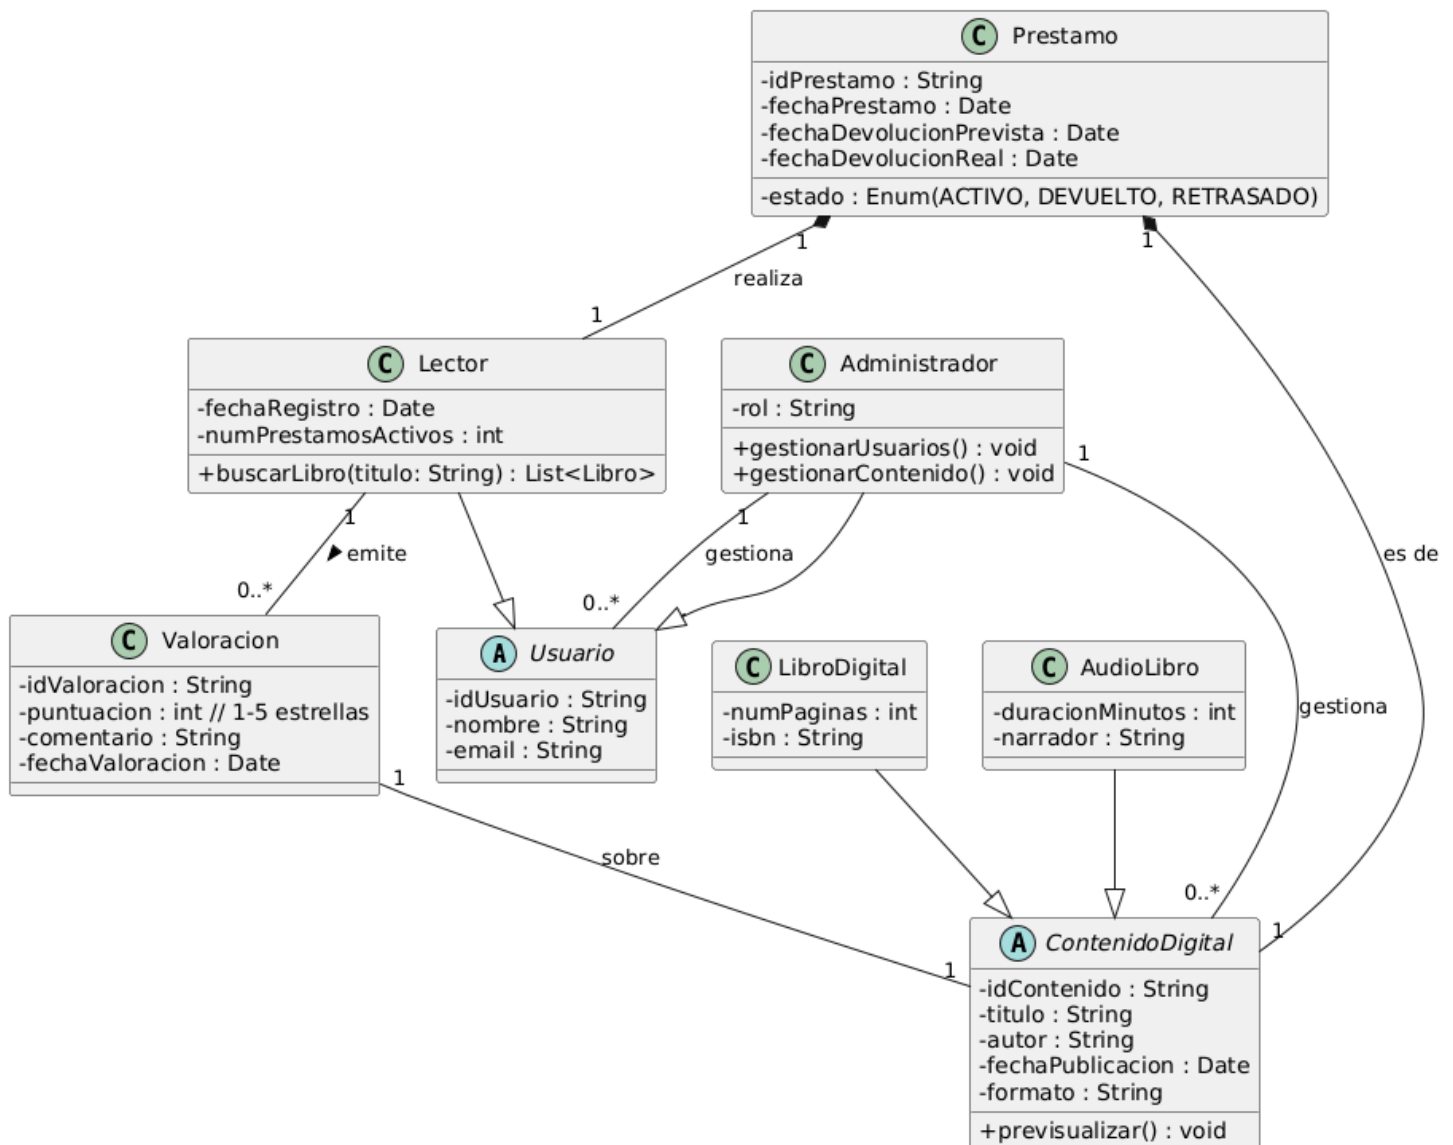 C Prestamo
-idPrestamo : String
-fechaPrestamo : Date
-fechaDevolucionPrevista : Date
-fechaDevolucionReal : Date
-estado : Enum(ACTIVO, DEVUELTO, RETRASADO)
1
1
realiza
1
C Lector
-fechaRegistro : Date
-numPrestamosActivos : int
+buscarLibro(titulo: String) : List<Libro>
C Administrador
-rol : String
+gestionarUsuarios() : void
+gestionarContenido() : void
1
1
emite
0..*
1
gestiona
0..*
es de
C Valoracion
-idValoracion : String
-puntuacion : int // 1-5 estrellas
-comentario : String
-fechaValoracion : Date
A Usuario
-idUsuario : String
-nombre : String
-email : String
C LibroDigital
-numPaginas : int
-isbn : String
C AudioLibro
-duracionMinutos : int
-narrador : String
gestiona
1
sobre
0..*
1
1
A ContenidoDigital
-idContenido : String
-titulo : String
-autor : String
-fechaPublicacion : Date
-formato : String
+previsualizar() : void